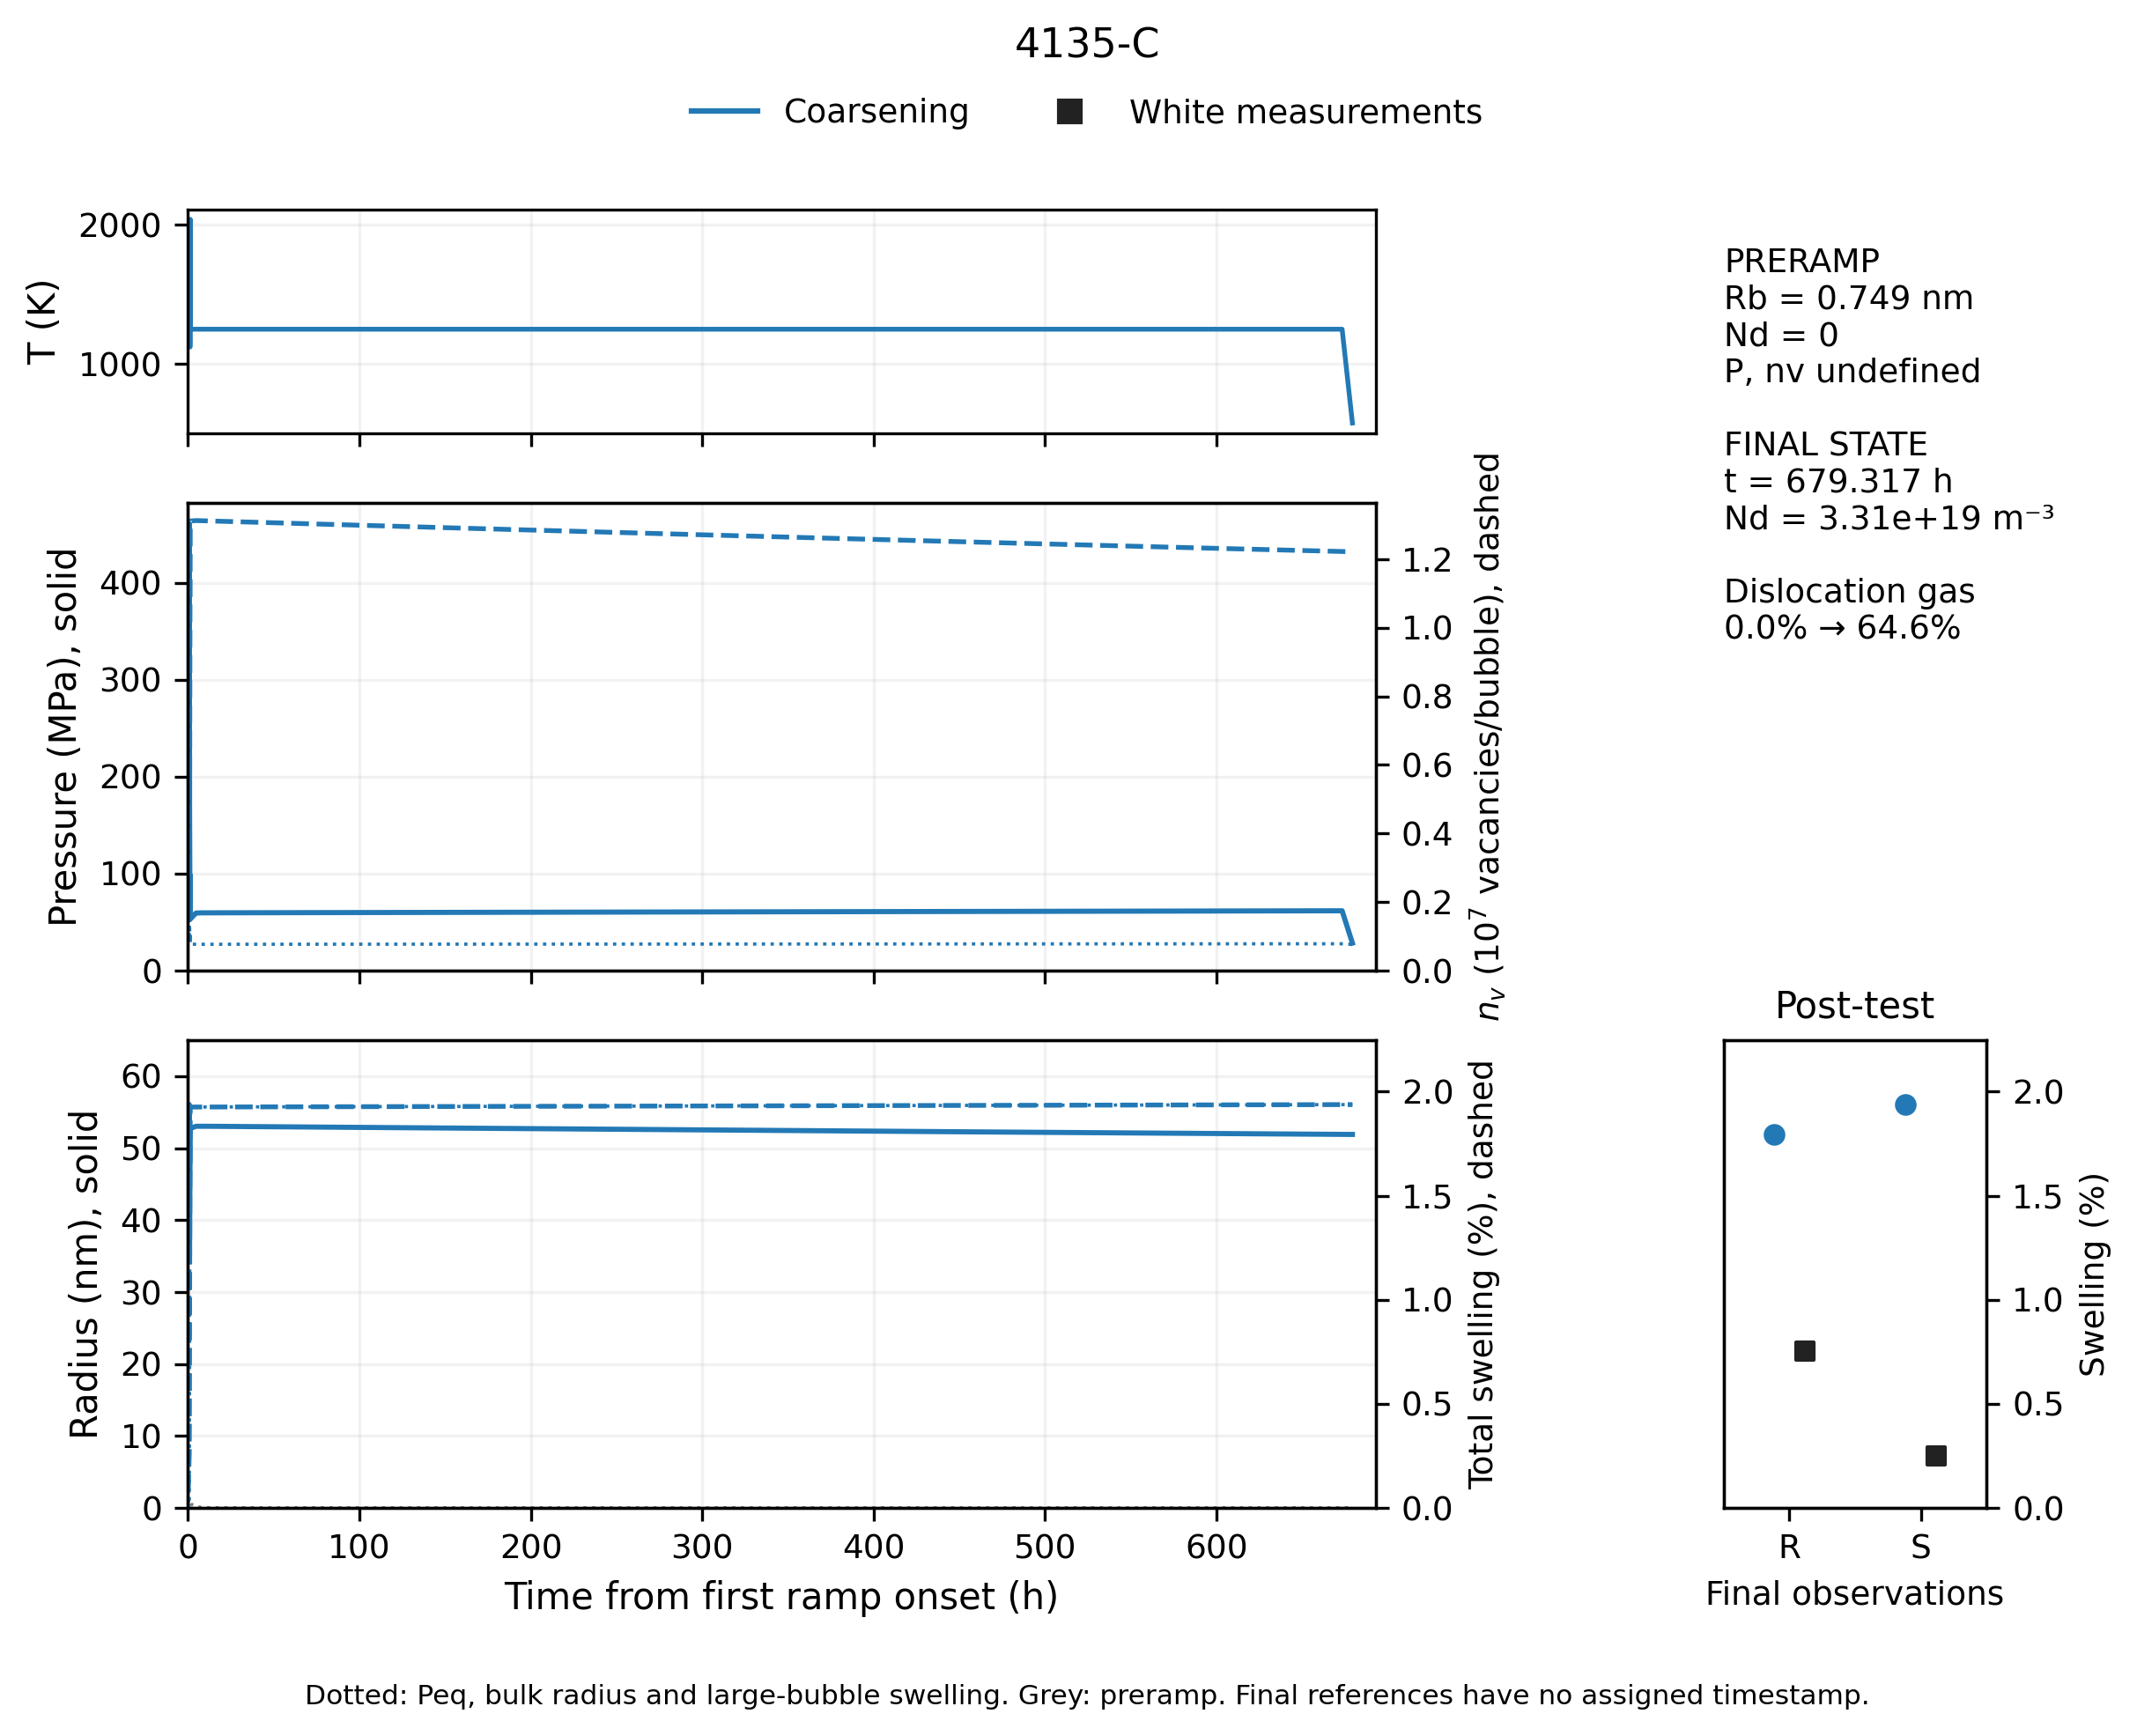 4135-C
Coarsening
White measurements
2000
1000
T (K)
PRERAMP
Rb = 0.749 nm
Nd = 0
P, nv undefined
FINAL STATE
t = 679.317 h
Nd = 3.31e+19 m⁻³
Dislocation gas
0.0% → 64.6%
400
300
200
100
0
Pressure (MPa), solid
1.2
1.0
0.8
0.6
0.4
0.2
0.0
n_v (10⁷ vacancies/bubble), dashed
60
50
40
30
20
10
0
Radius (nm), solid
2.0
1.5
1.0
0.5
0.0
Total swelling (%), dashed
0 100 200 300 400 500 600
Time from first ramp onset (h)
Post-test
2.0
1.5
1.0
0.5
0.0
Swelling (%)
R S
Final observations
Dotted: Peq, bulk radius and large-bubble swelling. Grey: preramp. Final references have no assigned timestamp.